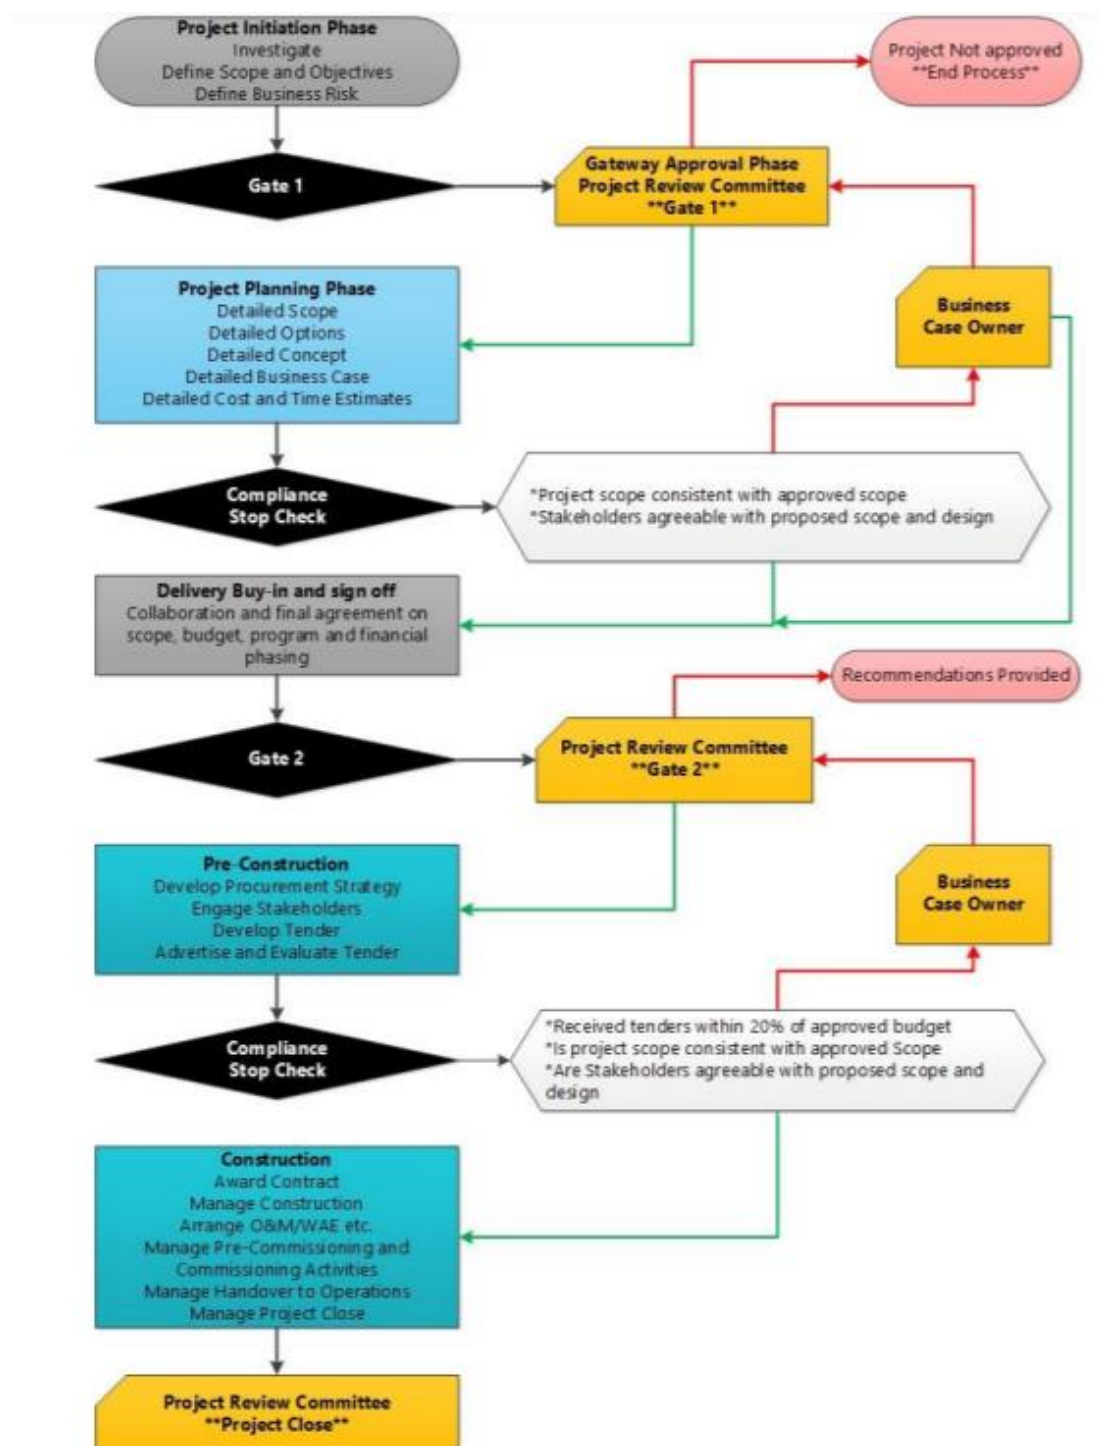 Project Initiation Phase
Investigate
Define Scope and Objectives
Define Business Risk
Project Not approved
**End Process**
Gate 1
Gateway Approval Phase
Project Review Committee
**Gate 1**
Project Planning Phase
Detailed Scope
Detailed Options
Detailed Concept
Detailed Business Case
Detailed Cost and Time Estimates
Business
Case Owner
Compliance
Stop Check
*Project scope consistent with approved scope
*Stakeholders agreeable with proposed scope and design
Delivery Buy-in and sign off
Collaboration and final agreement on
scope, budget, program and financial
phasing
Recommendations Provided
Gate 2
Project Review Committee
**Gate 2**
Pre-Construction
Develop Procurement Strategy
Engage Stakeholders
Develop Tender
Advertise and Evaluate Tender
Business
Case Owner
Compliance
Stop Check
*Received tenders within 20% of approved budget
*Is project scope consistent with approved Scope
*Are Stakeholders agreeable with proposed scope and
design
Construction
Award Contract
Manage Construction
Arrange O&M/WAE etc.
Manage Pre-Commissioning and
Commissioning Activities
Manage Handover to Operations
Manage Project Close
Project Review Committee
**Project Close**